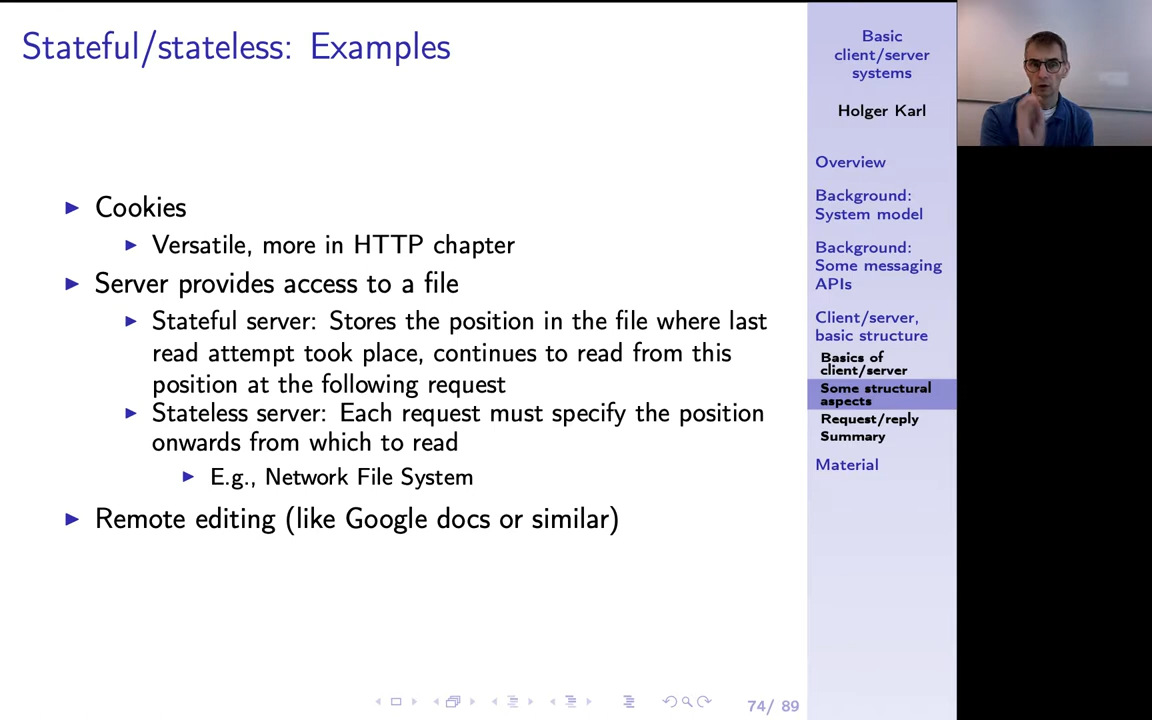 Stateful/stateless: Examples
Cookies
Versatile, more in HTTP chapter
Server provides access to a file
Stateful server: Stores the position in the file where last
read attempt took place, continues to read from this
position at the following request
Stateless server: Each request must specify the position
onwards from which to read
E.g., Network File System
Remote editing (like Google docs or similar)
74/ 89
Basic
client/server
systems
Holger Karl
Overview
Background:
System model
Background:
Some messaging
APIs
Client/server,
basic structure
Basics of
client/server
Some structural
aspects
Request/reply
Summary
Material